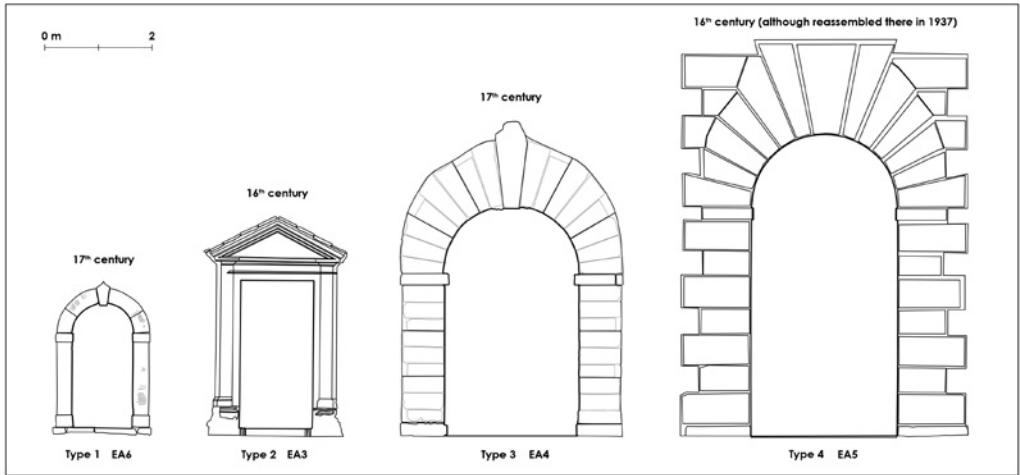 0 m 2
16th century (although reassembled there in 1937)
17th century
16th century
17th century
Type 1 EA6
Type 2 EA3
Type 3 EA4
Type 4 EA5